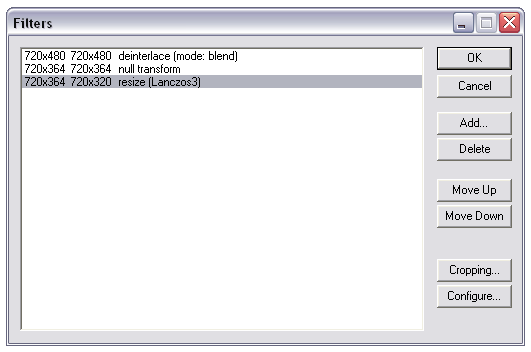 Filters
720x480 720x480 deinterlace (mode: blend)
720x364 720x364 null transform
720x364 720x320 resize (Lanczos3)
OK
Cancel
Add...
Delete
Move Up
Move Down
Cropping...
Configure...